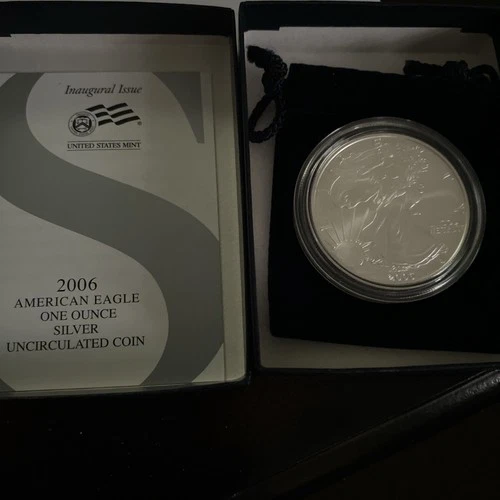 Inaugural Issue
UNITED STATES MINT
2006
AMERICAN EAGLE
ONE OUNCE
SILVER
UNCIRCULATED COIN